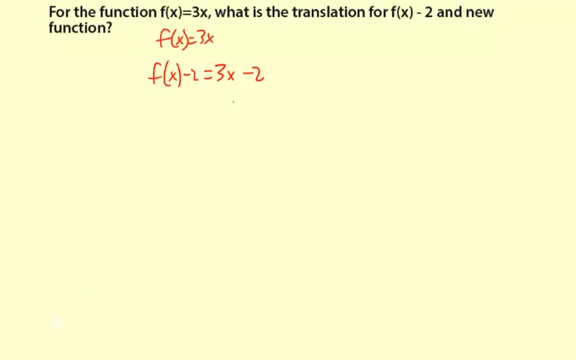 For the function f(x)=3x, what is the translation for f(x) - 2 and new
function?
f(x)=3x
f(x)-2=3x-2